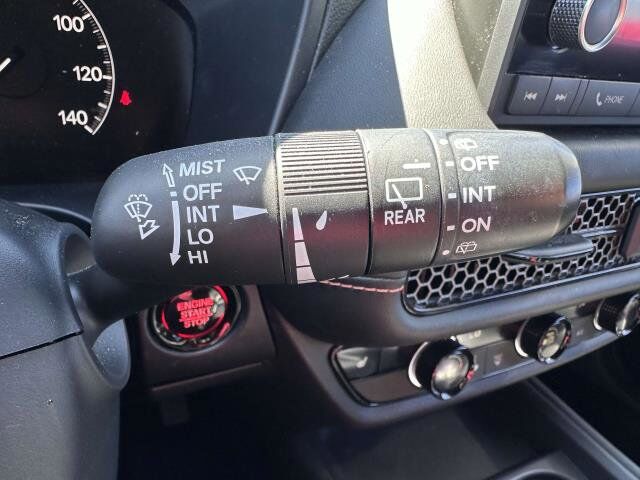 100
120
140
MIST
OFF
INT
LO
HI
REAR
OFF
INT
ON
ENGINE
START
STOP
PHONE